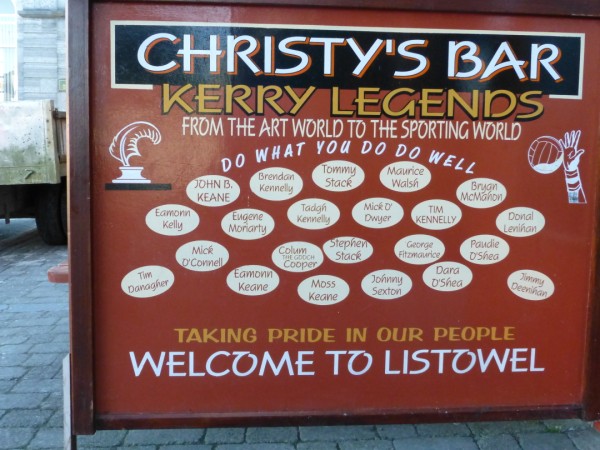 CHRISTY'S BAR
KERRY LEGENDS
FROM THE ART WORLD TO THE SPORTING WORLD
DO WHAT YOU DO DO WELL
JOHN B.
KEANE
Brendan
Kennelly
Tommy
Stack
Maurice
Walsh
Bryan
McMahon
Eamonn
Kelly
Eugene
Moriarty
Tadgh
Kennelly
Mick O'
Dwyer
TIM
KENNELLY
Donal
Lenihan
Mick
O'Connell
Colum
THE GOOCH
Cooper
Stephen
Stack
George
Fitzmaurice
Paudie
O'Shea
Tim
Danagher
Eamonn
Keane
Moss
Keane
Johnny
Sexton
Dara
O'Shea
Jimmy
Deenihan
TAKING PRIDE IN OUR PEOPLE
WELCOME TO LISTOWEL